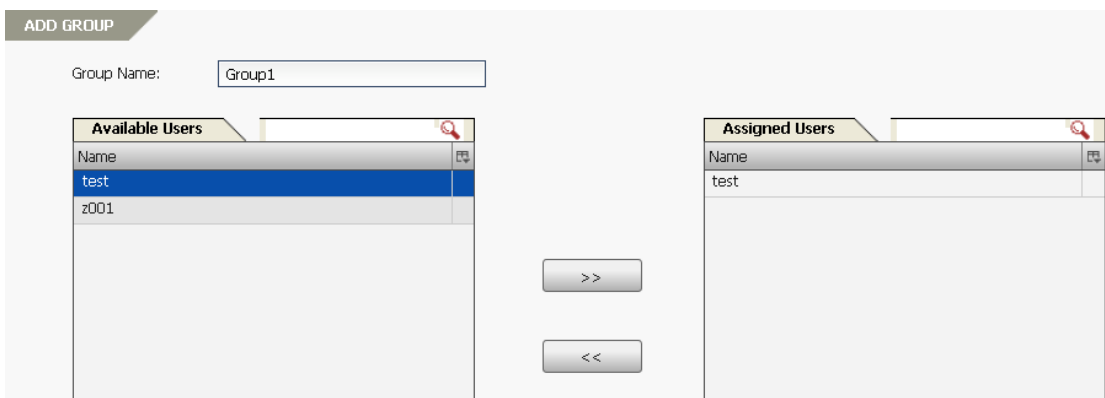 ADD GROUP
Group Name: Group1
Available Users
Name
test
z001
>>
<<
Assigned Users
Name
test